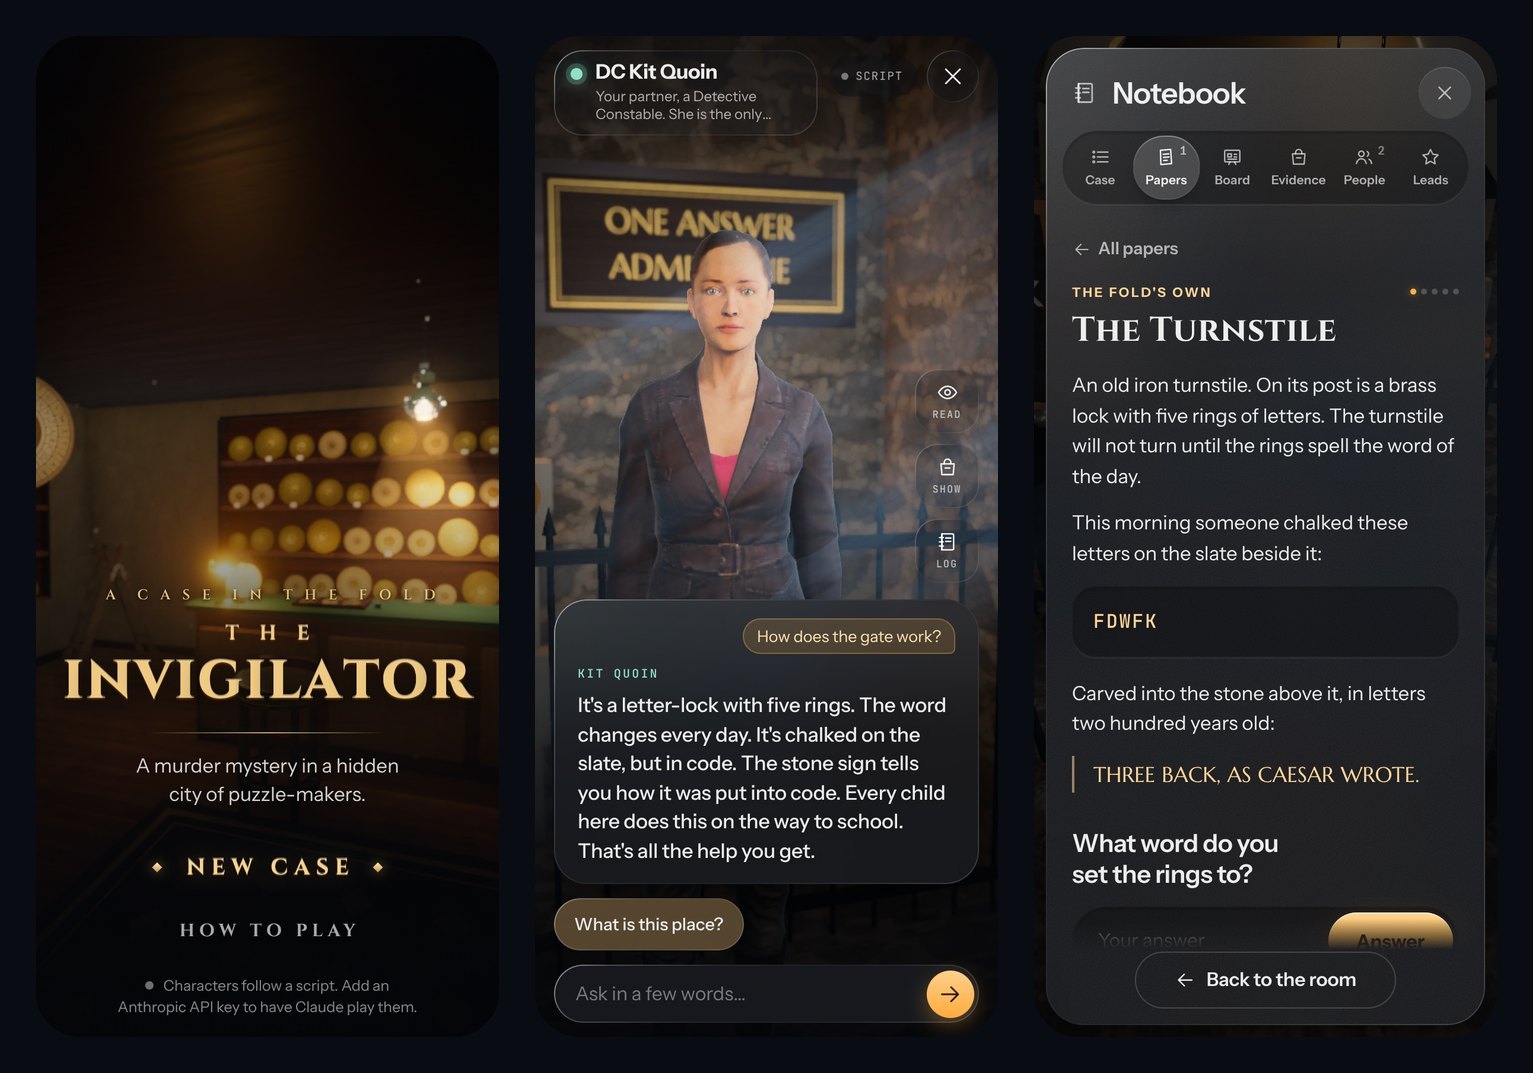 A CASE IN THE FOLD
THE
INVIGILATOR
A murder mystery in a hidden
city of puzzle-makers.
NEW CASE
HOW TO PLAY
Characters follow a script. Add an
Anthropic API key to have Claude play them.
DC Kit Quoin
Your partner, a Detective
Constable. She is the only...
SCRIPT
ONE ANSWER
READ
SHOW
LOG
How does the gate work?
KIT QUOIN
It's a letter-lock with five rings. The word
changes every day. It's chalked on the
slate, but in code. The stone sign tells
you how it was put into code. Every child
here does this on the way to school.
That's all the help you get.
What is this place?
Ask in a few words...
Notebook
Case
Papers 1
Board
Evidence
People 2
Leads
← All papers
THE FOLD'S OWN
THE TURNSTILE
An old iron turnstile. On its post is a brass
lock with five rings of letters. The turnstile
will not turn until the rings spell the word of
the day.
This morning someone chalked these
letters on the slate beside it:
FDWFK
Carved into the stone above it, in letters
two hundred years old:
THREE BACK, AS CAESAR WROTE.
What word do you
set the rings to?
Your answer
Answer
← Back to the room